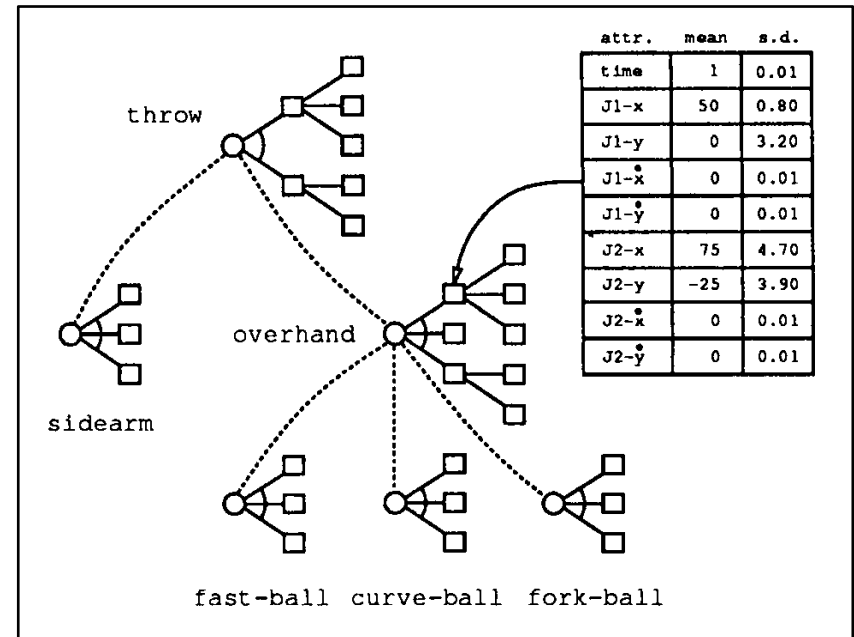 attr. mean s.d.
time 1 0.01
J1-x 50 0.80
J1-y 0 3.20
J1-ẋ 0 0.01
J1-ẏ 0 0.01
J2-x 75 4.70
J2-y -25 3.90
J2-ẋ 0 0.01
J2-ẏ 0 0.01
throw
overhand
sidearm
fast-ball curve-ball fork-ball